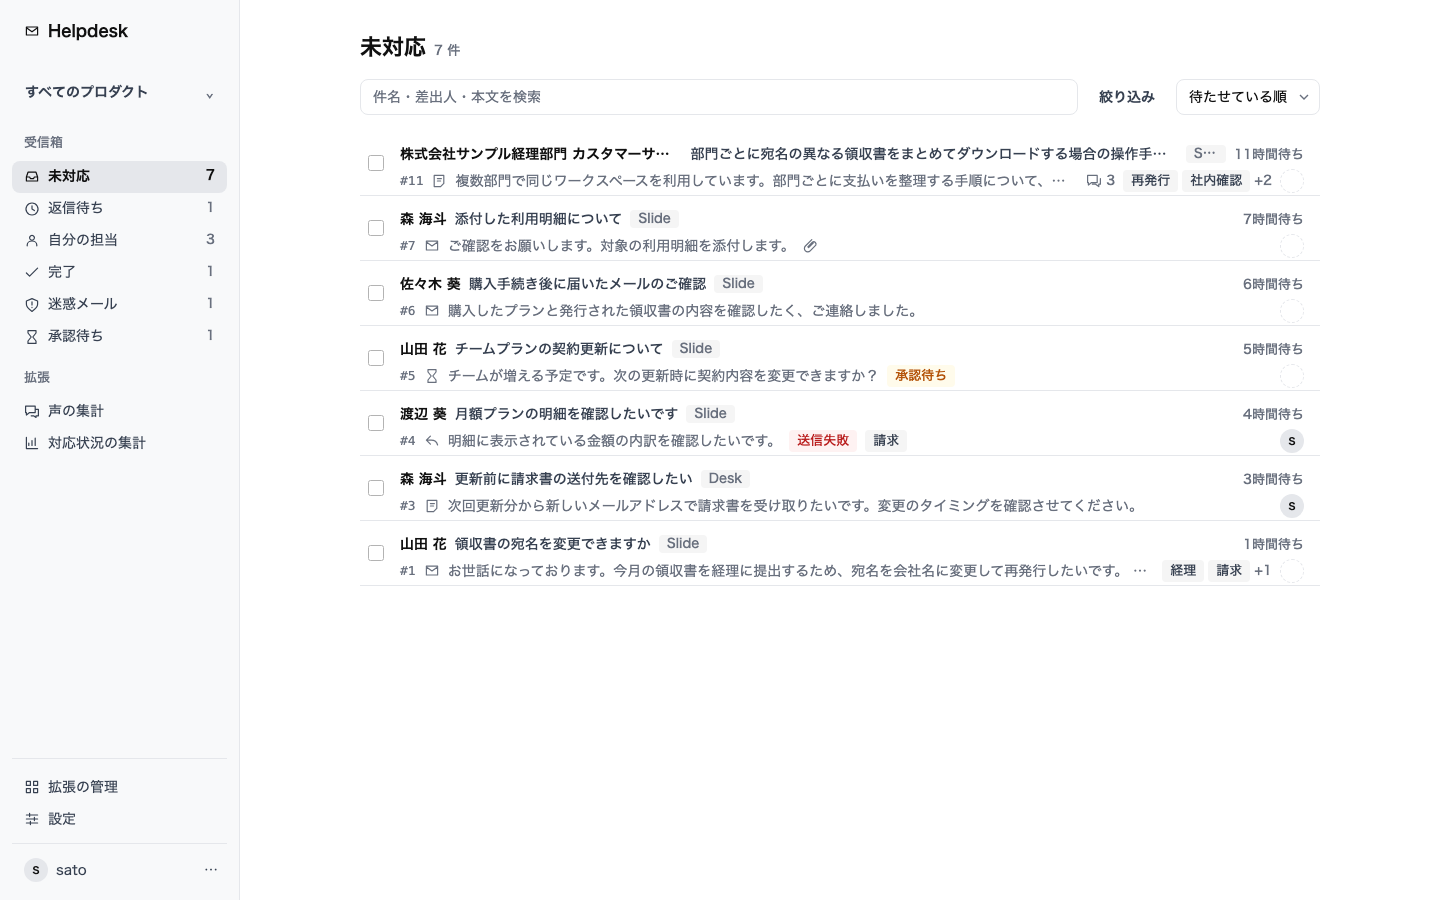 Helpdesk
すべてのプロダクト
受信箱
未対応 7
返信待ち 1
自分の担当 3
完了 1
迷惑メール 1
承認待ち 1
拡張
声の集計
対応状況の集計
拡張の管理
設定
S sato …
未対応 7 件
件名・差出人・本文を検索 絞り込み 待たせている順
株式会社サンプル経理部門 カスタマーサ… 部門ごとに宛名の異なる領収書をまとめてダウンロードする場合の操作手… S… 11時間待ち
#11 複数部門で同じワークスペースを利用しています。部門ごとに支払いを整理する手順について、… 3 再発行 社内確認 +2
森 海斗 添付した利用明細について Slide 7時間待ち
#7 ご確認をお願いします。対象の利用明細を添付します。
佐々木 葵 購入手続き後に届いたメールのご確認 Slide 6時間待ち
#6 購入したプランと発行された領収書の内容を確認したく、ご連絡しました。
山田 花 チームプランの契約更新について Slide 5時間待ち
#5 チームが増える予定です。次の更新時に契約内容を変更できますか？ 承認待ち
渡辺 葵 月額プランの明細を確認したいです Slide 4時間待ち
#4 明細に表示されている金額の内訳を確認したいです。 送信失敗 請求 S
森 海斗 更新前に請求書の送付先を確認したい Desk 3時間待ち
#3 次回更新分から新しいメールアドレスで請求書を受け取りたいです。変更のタイミングを確認させてください。 S
山田 花 領収書の宛名を変更できますか Slide 1時間待ち
#1 お世話になっております。今月の領収書を経理に提出するため、宛名を会社名に変更して再発行したいです。 … 経理 請求 +1